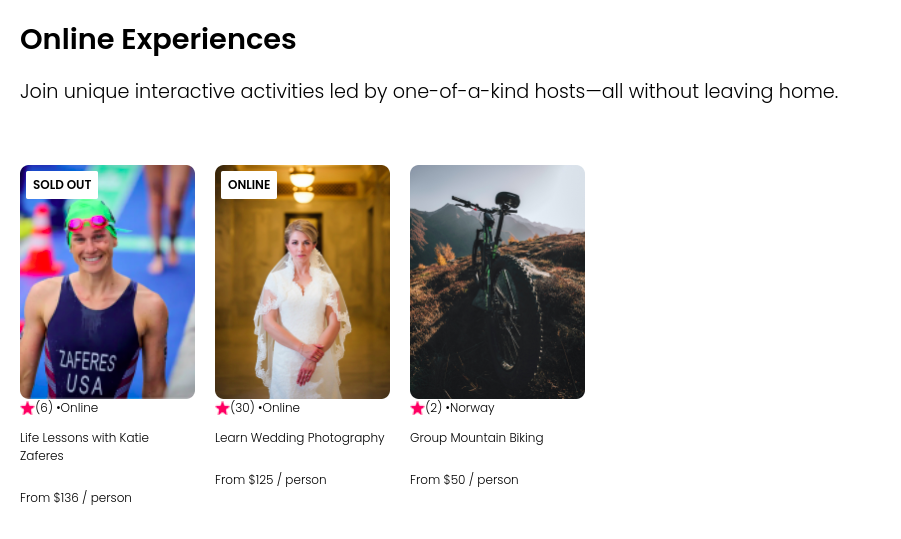 Online Experiences
Join unique interactive activities led by one-of-a-kind hosts—all without leaving home.
SOLD OUT
ZAFERES
USA
(6) •Online
Life Lessons with Katie
Zaferes
From $136 / person
ONLINE
(30) •Online
Learn Wedding Photography
From $125 / person
(2) •Norway
Group Mountain Biking
From $50 / person